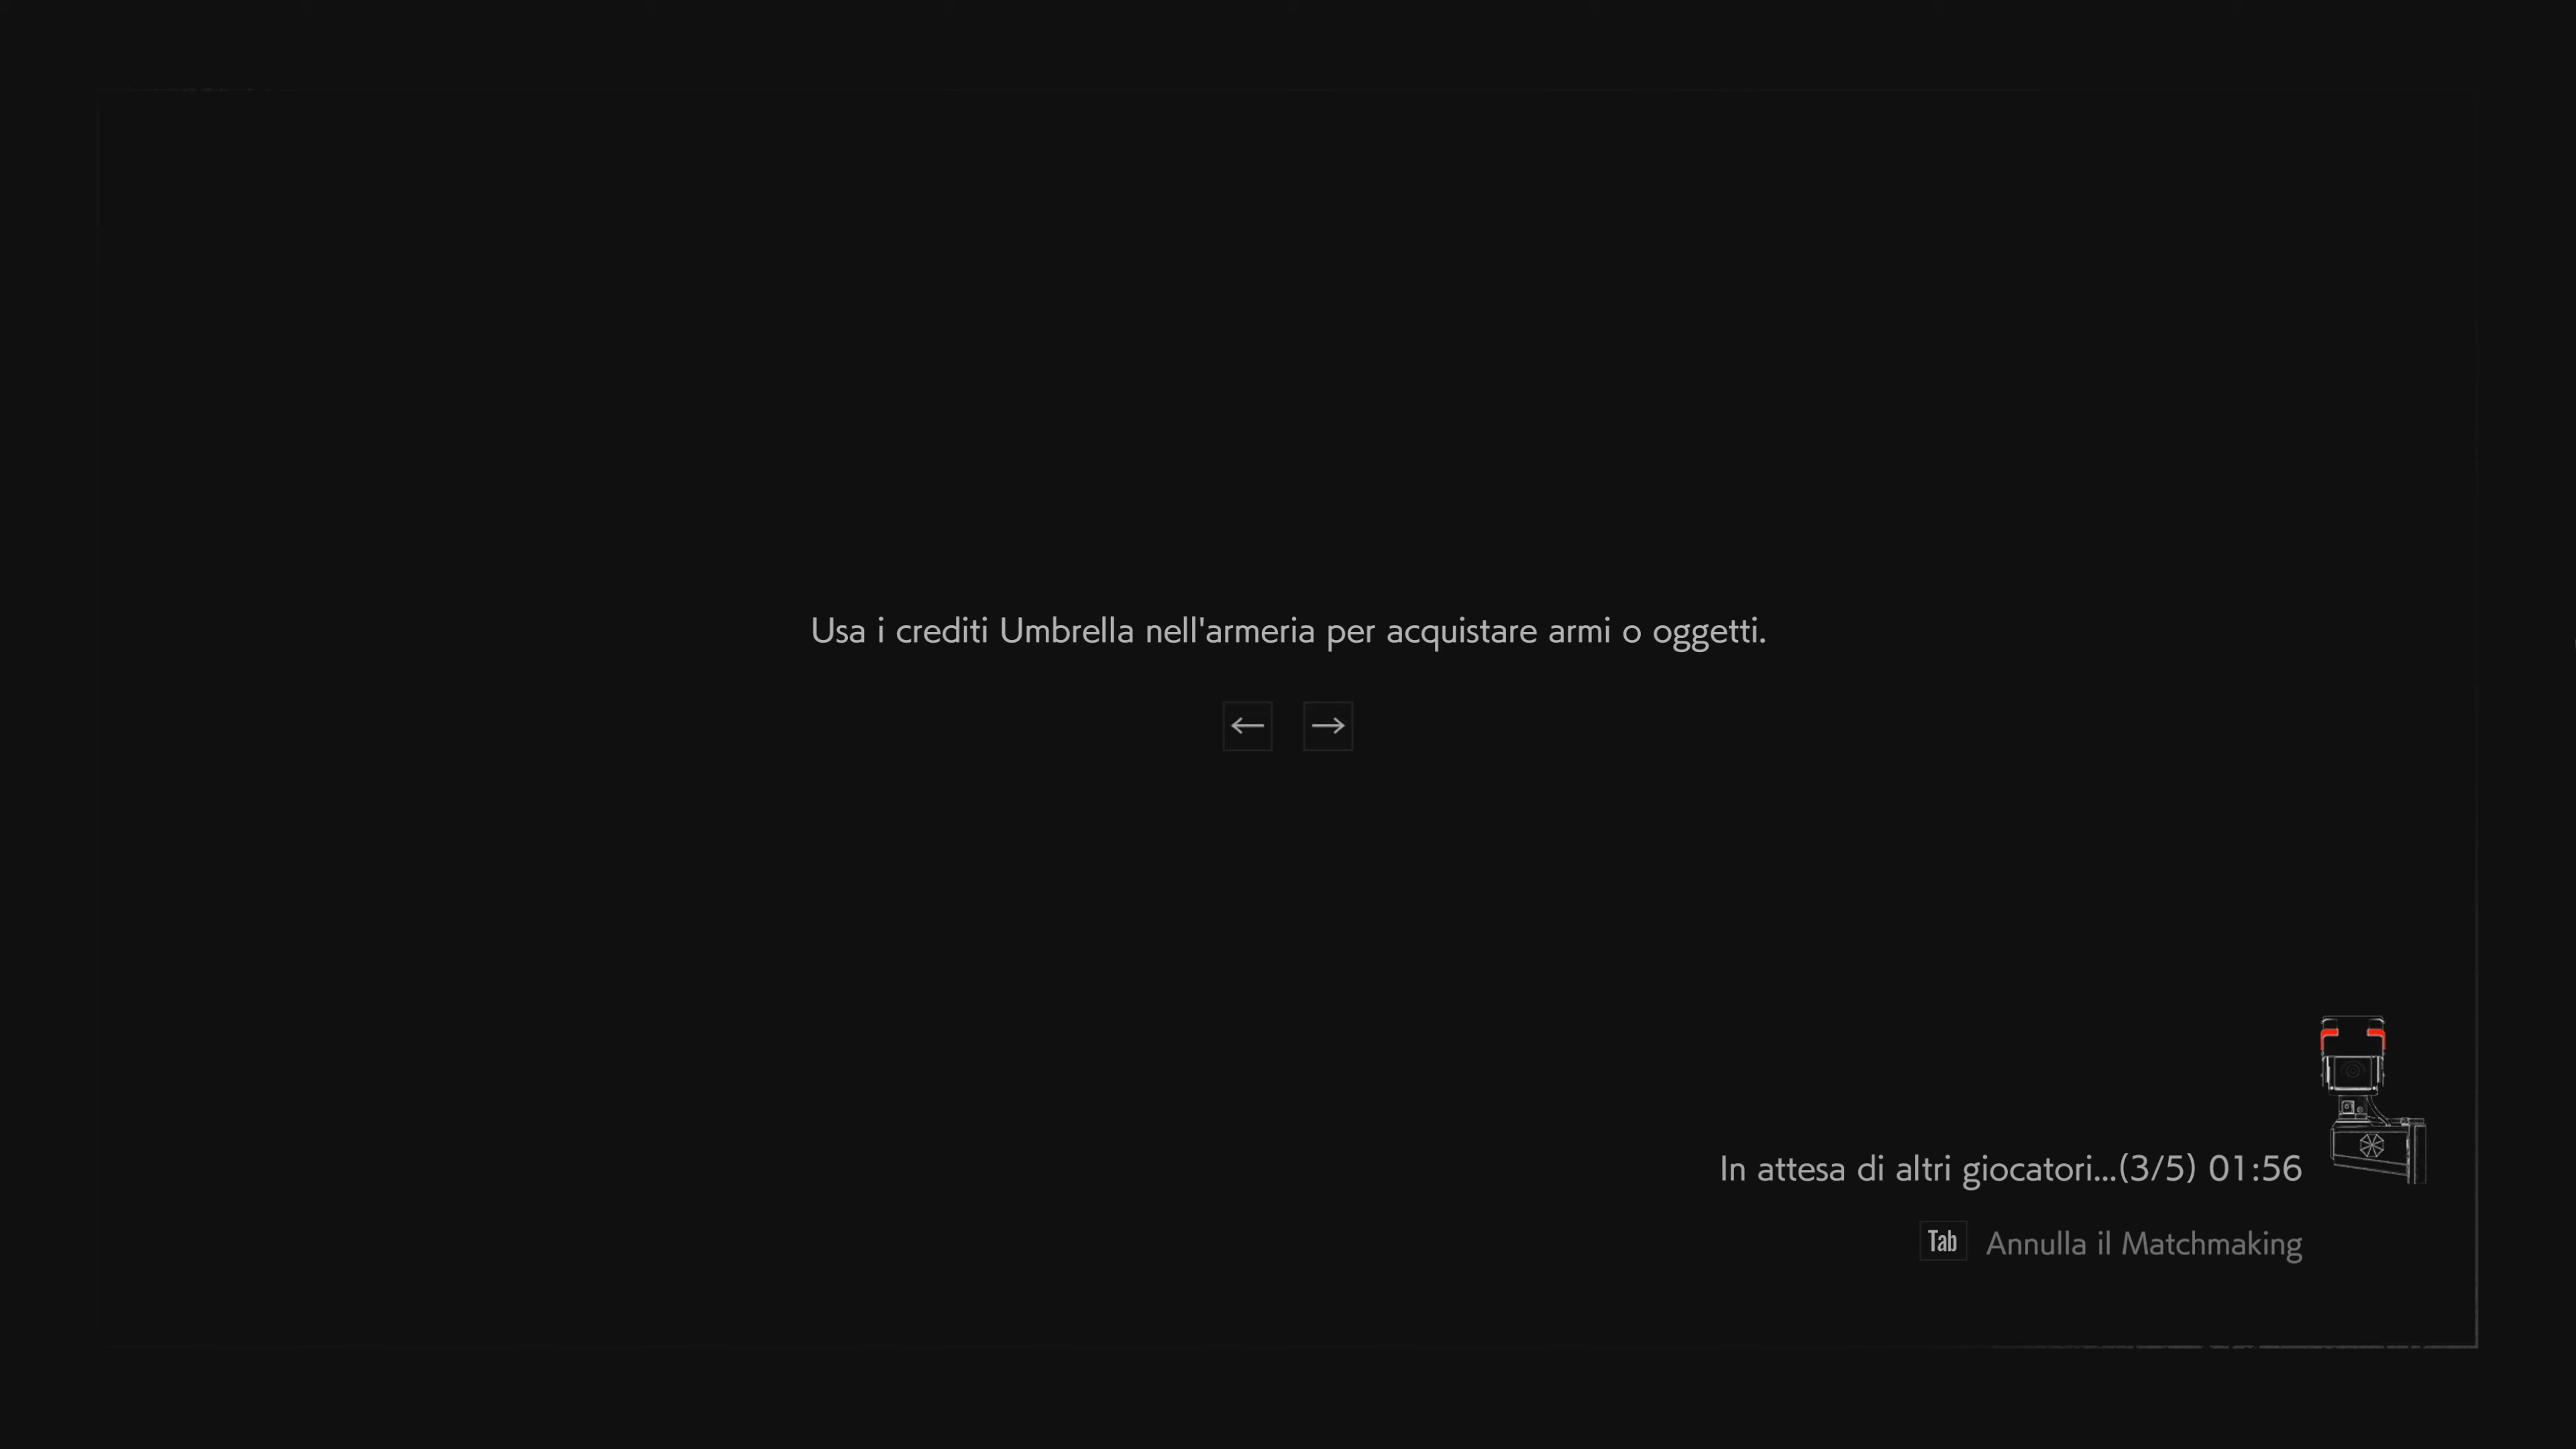 Usa i crediti Umbrella nell'armeria per acquistare armi o oggetti.
← →
In attesa di altri giocatori...(3/5) 01:56
Tab Annulla il Matchmaking